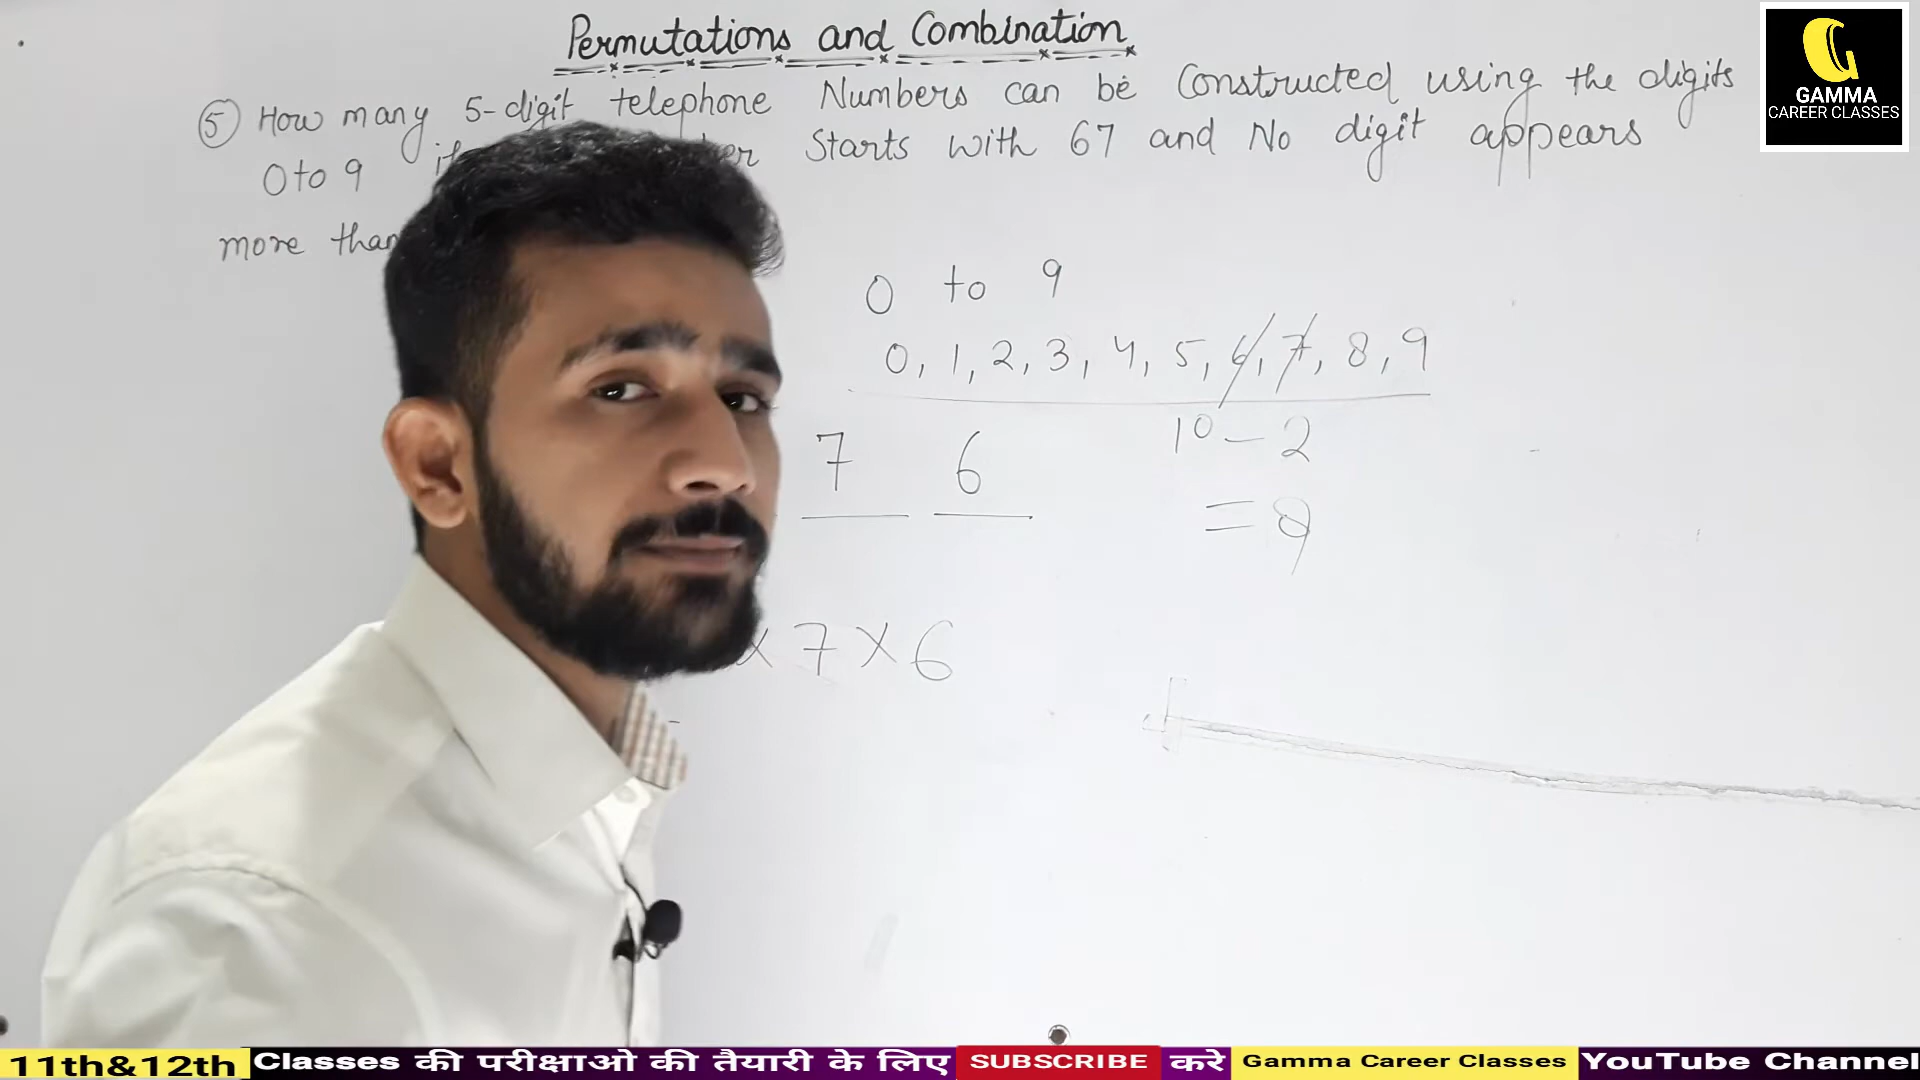 Permutations and Combination
⑤ How many 5-digit telephone Numbers can be Constructed using the digits
0 to 9 Starts with 67 and No digit appears
more than
0 to 9
0, 1, 2, 3, 4, 5, 6, 7, 8, 9
7 6
10 - 2
= 8
× 7 × 6
GAMMA
CAREER CLASSES
11th&12th Classes की परीक्षाओ की तैयारी के लिए SUBSCRIBE करे Gamma Career Classes YouTube Channel